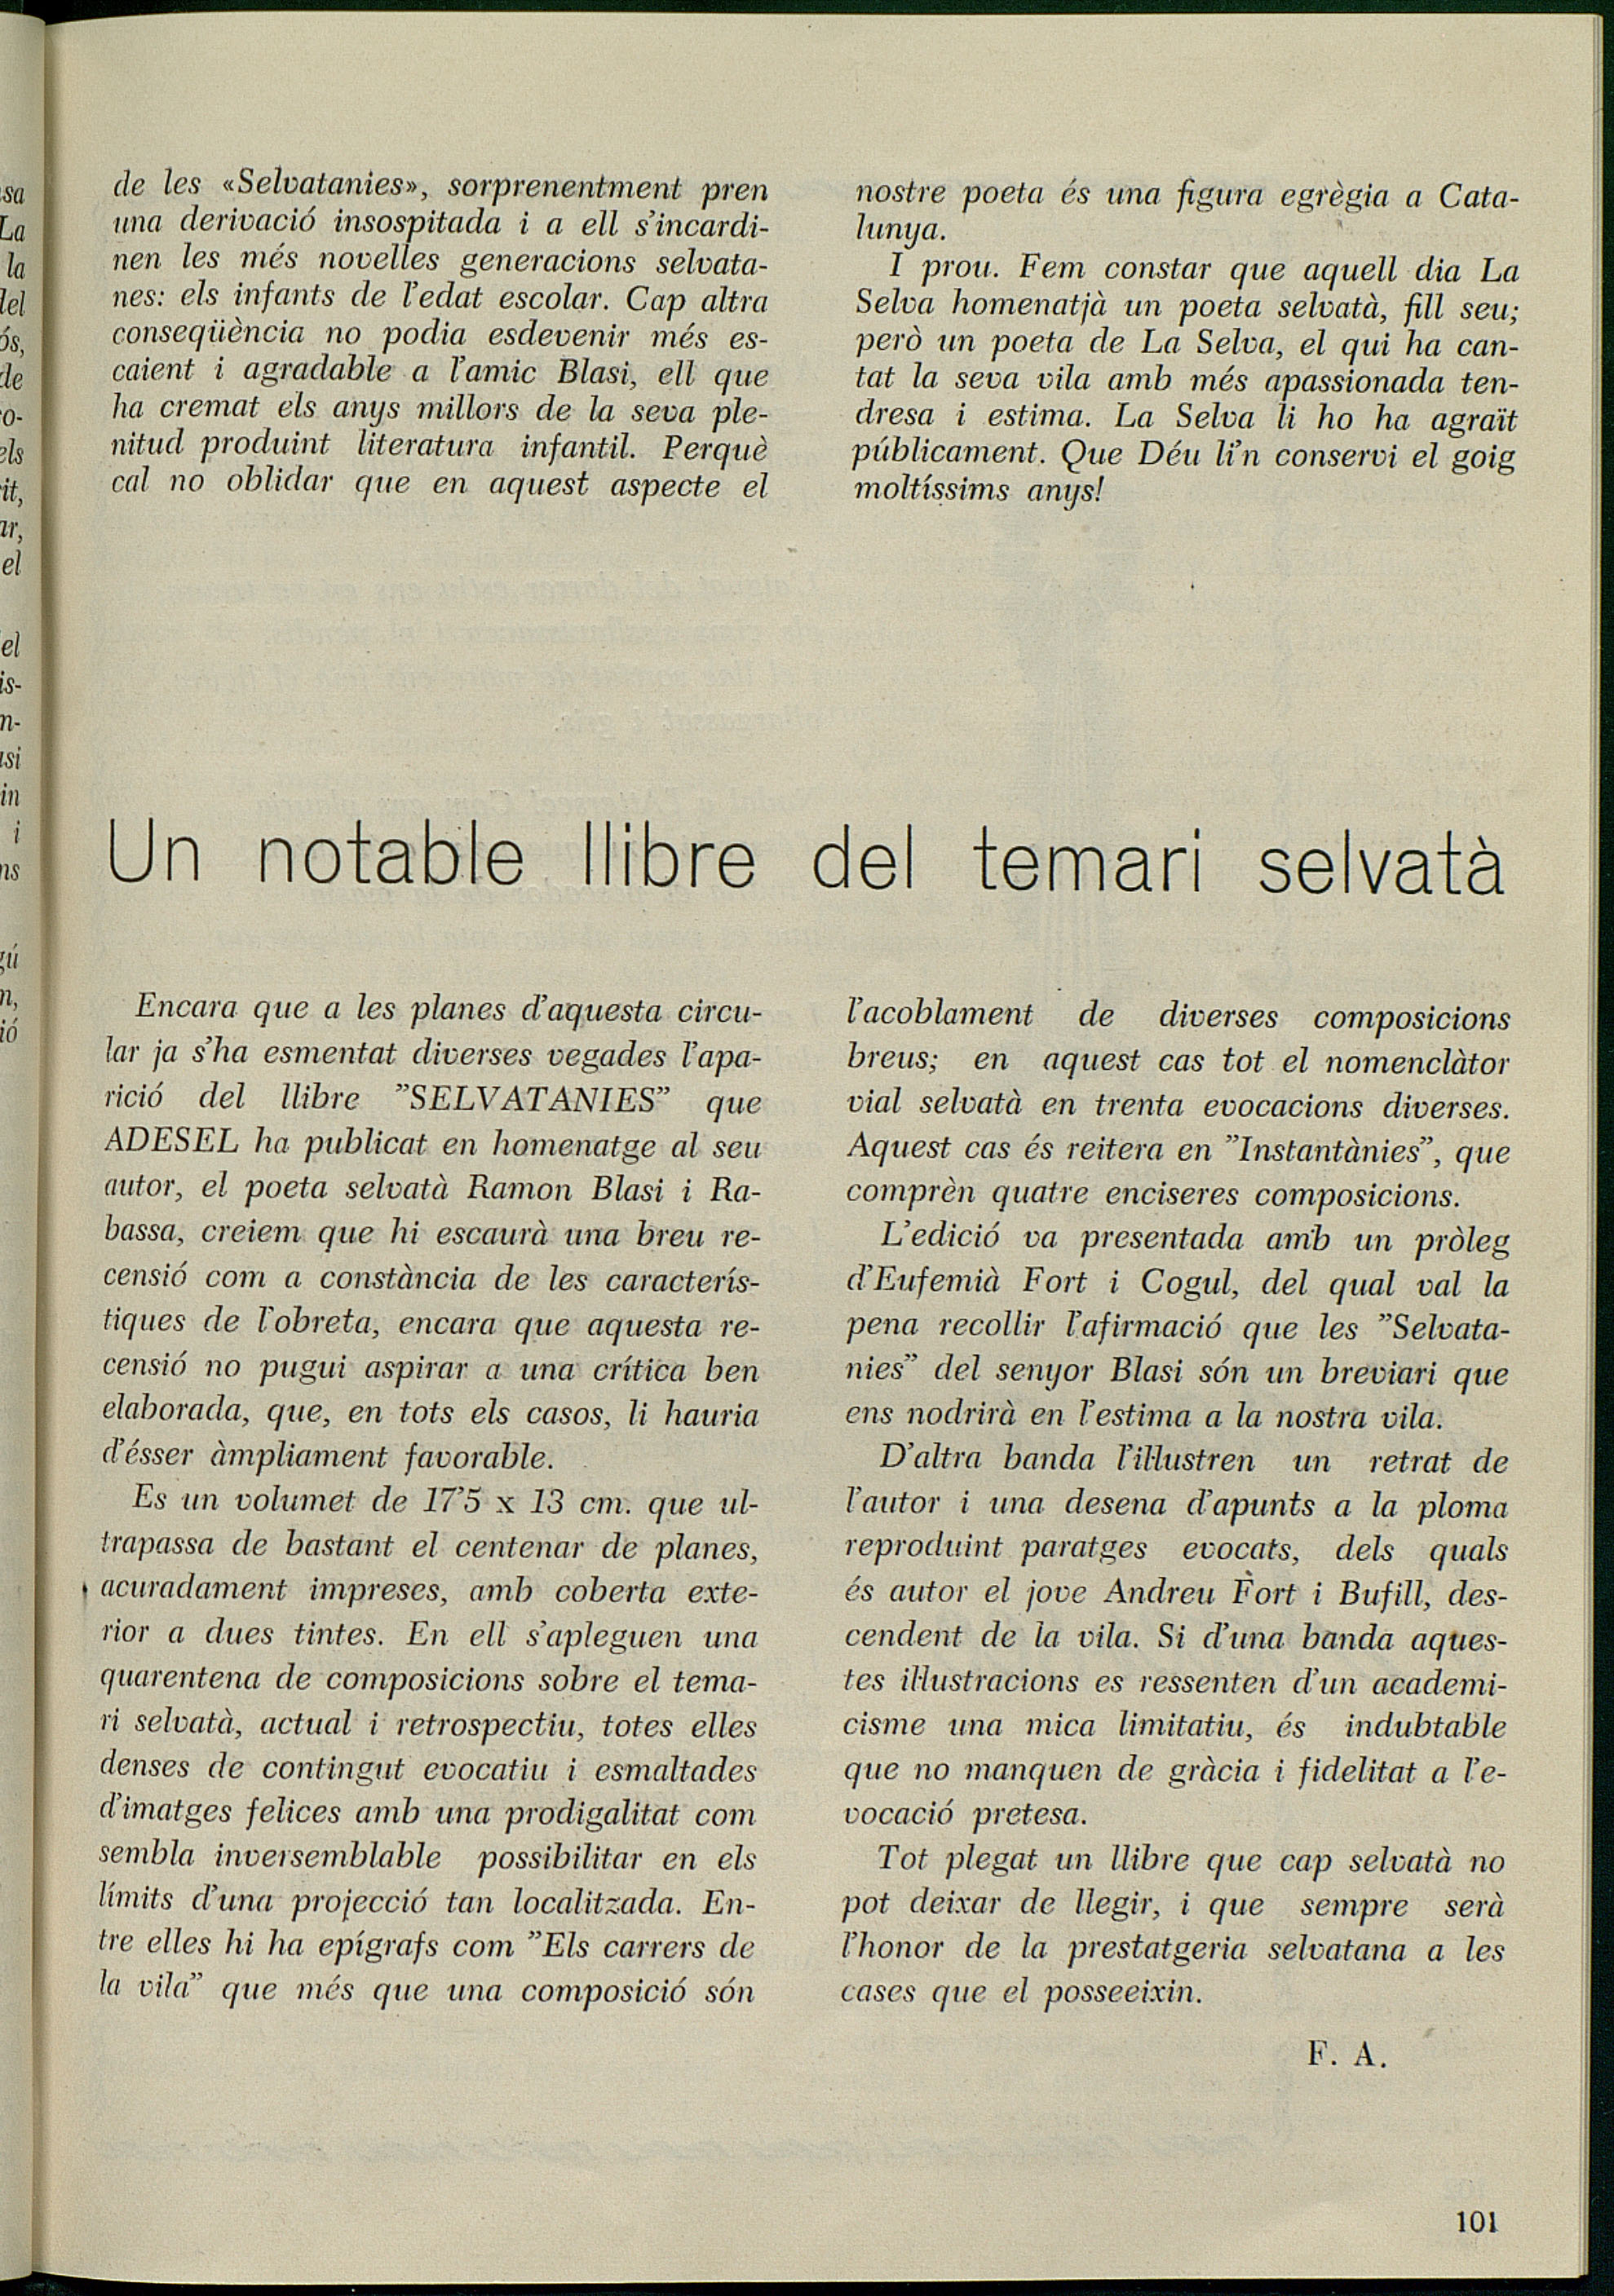 de les «Selvatanies», sorprenentment pren
una derivació insospitada i a ell s'incardi-
nen les més novelles generacions selvata-
nes: els infants de l'edat escolar. Cap altra
conseqüència no podia esdevenir més es-
caient i agradable a l'amic Blasi, ell que
ha cremat els anys millors de la seva ple-
nitud produint literatura infantil. Perquè
cal no oblidar que en aquest aspecte el
nostre poeta és una figura egrègia a Cata-
lunya.
I prou. Fem constar que aquell dia La
Selva homenatjà un poeta selvatà, fill seu;
però un poeta de La Selva, el qui ha can-
tat la seva vila amb més apassionada ten-
dresa i estima. La Selva li ho ha agraït
públicament. Que Déu li'n conservi el goig
moltíssims anys!
Un notable llibre del temari selvatà
Encara que a les planes d'aquesta circu-
lar ja s'ha esmentat diverses vegades l'apa-
rició del llibre ”SELVATANIES” que
ADESEL ha publicat en homenatge al seu
autor, el poeta selvatà Ramon Blasi i Ra-
bassa, creiem que hi escaurà una breu re-
censió com a constància de les caracterís-
tiques de l'obreta, encara que aquesta re-
censió no pugui aspirar a una crítica ben
elaborada, que, en tots els casos, li hauria
d'ésser àmpliament favorable.
Es un volumet de 17'5 x 13 cm. que ul-
trapassa de bastant el centenar de planes,
acuradament impreses, amb coberta exte-
rior a dues tintes. En ell s'apleguen una
quarentena de composicions sobre el tema-
ri selvatà, actual i retrospectiu, totes elles
denses de contingut evocatiu i esmaltades
d'imatges felices amb una prodigalitat com
sembla inversemblable possibilitar en els
límits d'una projecció tan localitzada. En-
tre elles hi ha epígrafs com ”Els carrers de
la vila” que més que una composició són
l'acoblament de diverses composicions
breus; en aquest cas tot el nomenclàtor
vial selvatà en trenta evocacions diverses.
Aquest cas és reitera en ”Instantànies”, que
comprèn quatre enciseres composicions.
L'edició va presentada amb un pròleg
d'Eufemià Fort i Cogul, del qual val la
pena recollir l'afirmació que les ”Selvata-
nies” del senyor Blasi són un breviari que
ens nodrirà en l'estima a la nostra vila.
D'altra banda l'il·lustren un retrat de
l'autor i una desena d'apunts a la ploma
reproduint paratges evocats, dels quals
és autor el jove Andreu Fort i Bufill, des-
cendent de la vila. Si d'una banda aques-
tes il·lustracions es ressenten d'un academi-
cisme una mica limitatiu, és indubtable
que no manquen de gràcia i fidelitat a l'e-
vocació pretesa.
Tot plegat un llibre que cap selvatà no
pot deixar de llegir, i que sempre serà
l'honor de la prestatgeria selvatana a les
cases que el posseeixin.
F. A.
101